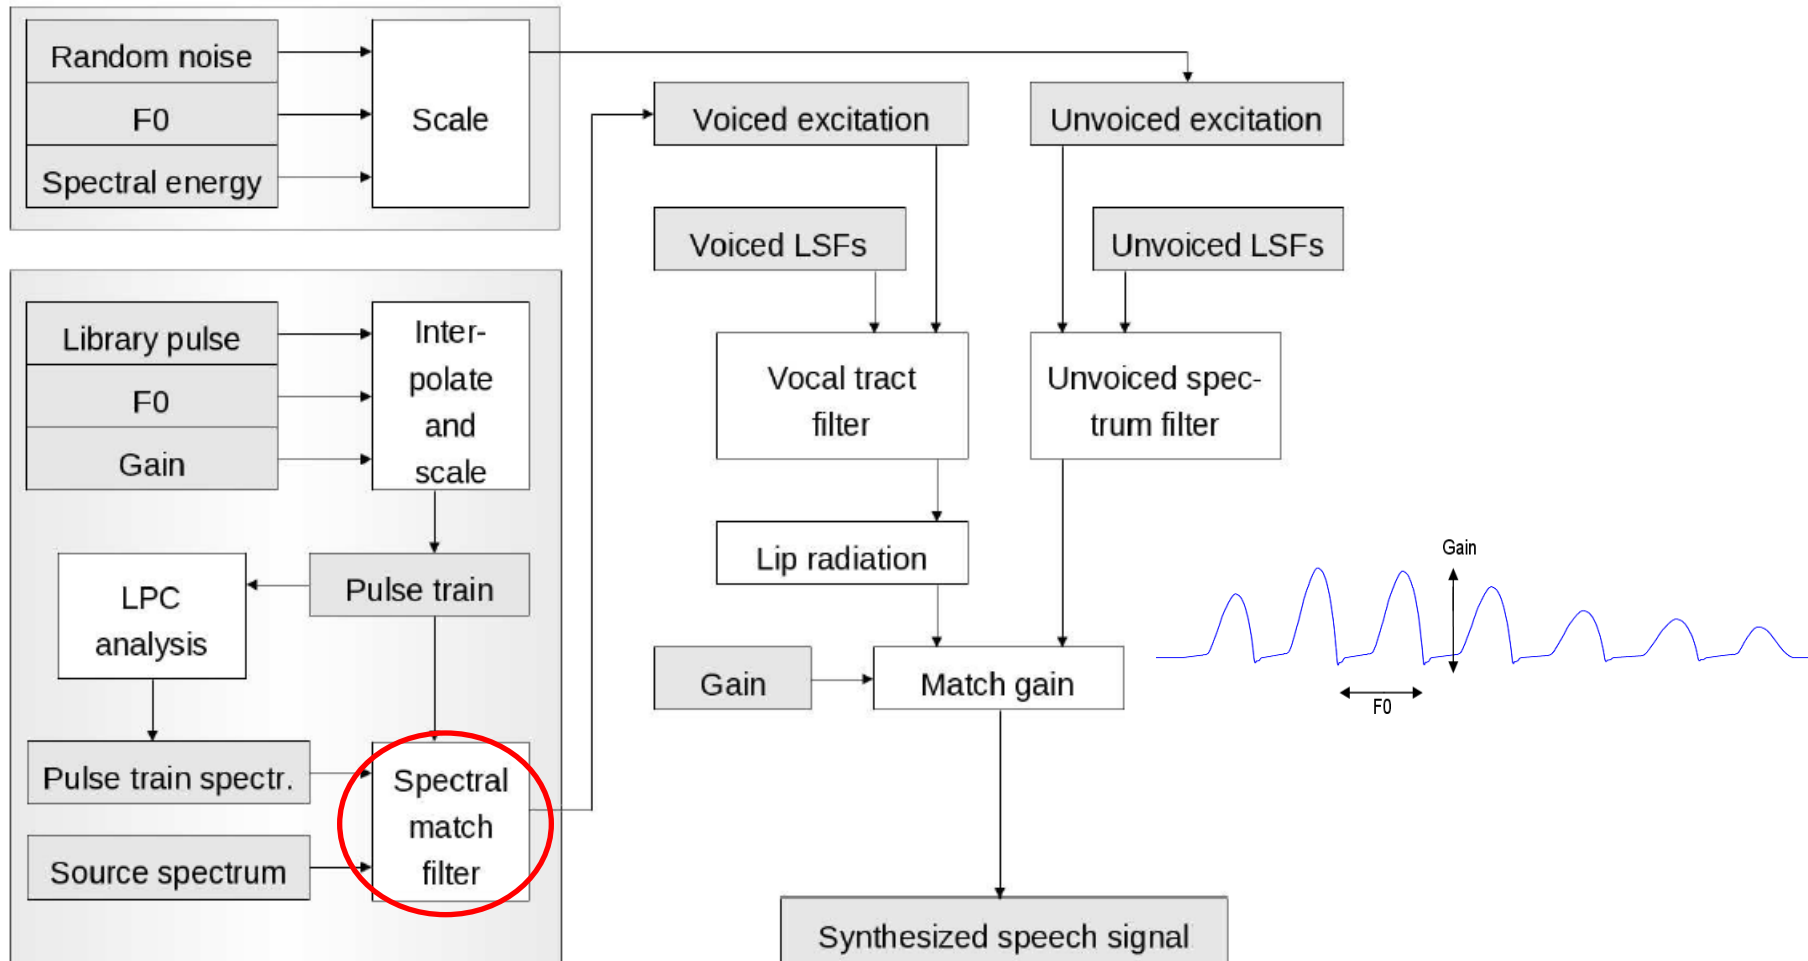 Random noise
F0
Spectral energy
Scale
Voiced excitation
Unvoiced excitation
Voiced LSFs
Unvoiced LSFs
Library pulse
F0
Gain
Inter-
polate
and
scale
Vocal tract
filter
Unvoiced spec-
trum filter
LPC
analysis
Pulse train
Lip radiation
Gain
Match gain
Pulse train spectr.
Source spectrum
Spectral
match
filter
Synthesized speech signal
Gain
F0